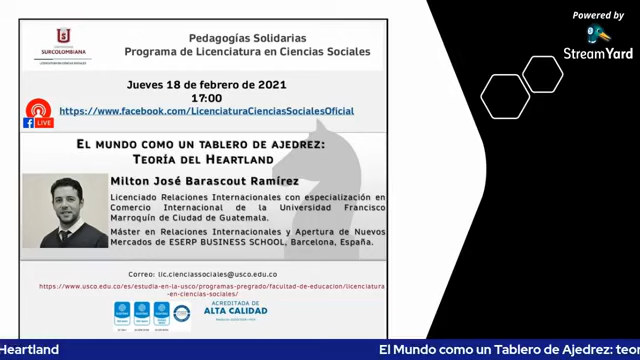 Powered by
StreamYard
UNIVERSIDAD
SURCOLOMBIANA
Pedagogías Solidarias
Programa de Licenciatura en Ciencias Sociales
Jueves 18 de febrero de 2021
17:00
LIVE
https://www.facebook.com/LicenciaturaCienciasSocialesOficial
El mundo como un tablero de ajedrez:
Teoría del Heartland
Milton José Barascout Ramírez
Licenciado Relaciones Internacionales con especialización en
Comercio Internacional de la Universidad Francisco
Marroquín de Ciudad de Guatemala.
Máster en Relaciones Internacionales y Apertura de Nuevos
Mercados de ESERP BUSINESS SCHOOL, Barcelona, España.
Correo: lic.cienciassociales@usco.edu.co
https://www.usco.edu.co/es/estudia-en-la-usco/programas-pregrado/facultad-de-educacion/licenciatura
-en-ciencias-sociales/
ACREDITADA DE
ALTA CALIDAD
Heartland
El Mundo como un Tablero de Ajedrez: teo